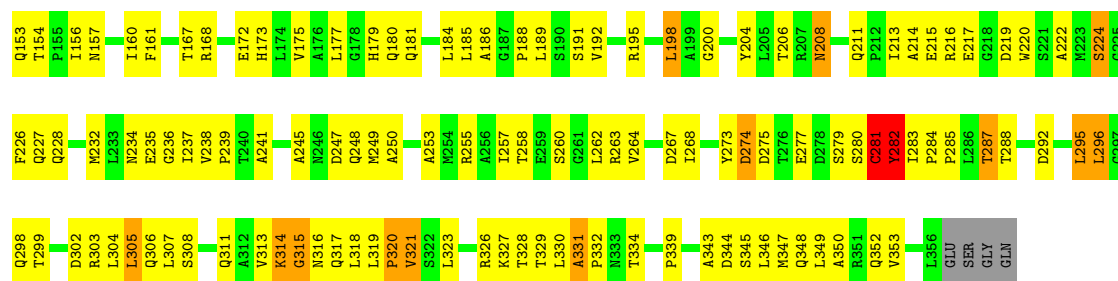 Q153 T154 P155 I156 N157 I160 F161 T167 R168 E172 H173 L174 V175 A176 L177 G178 H179 Q180 Q181 L184 L185 A186 G187 P188 L189 S190 S191 V192 R195 L198 A199 G200 Y204 L205 T206 R207 N208 Q211 P212 I213 A214 E215 R216 E217 G218 D219 W220 S221 A222 M223 S224 G225
F226 Q227 Q228 M232 L233 N234 E235 G236 I237 V238 P239 T240 A241 A245 N246 D247 Q248 M249 A250 A253 M254 R255 A256 I257 T258 E259 S260 G261 L262 R263 V264 D267 I268 Y273 D274 D275 T276 E277 D278 S279 S280 C281 Y282 I283 P284 P285 L286 T287 T288 D292 L295 L296 G297
Q298 T299 D302 R303 L304 L305 Q306 L307 S308 Q311 A312 V313 K314 G315 N316 Q317 L318 L319 P320 V321 S322 L323 R326 K327 T328 T329 L330 A331 P332 N333 T334 P339 A343 D344 S345 L346 M347 Q348 L349 A350 R351 Q352 V353 L356 GLU SER GLY GLN